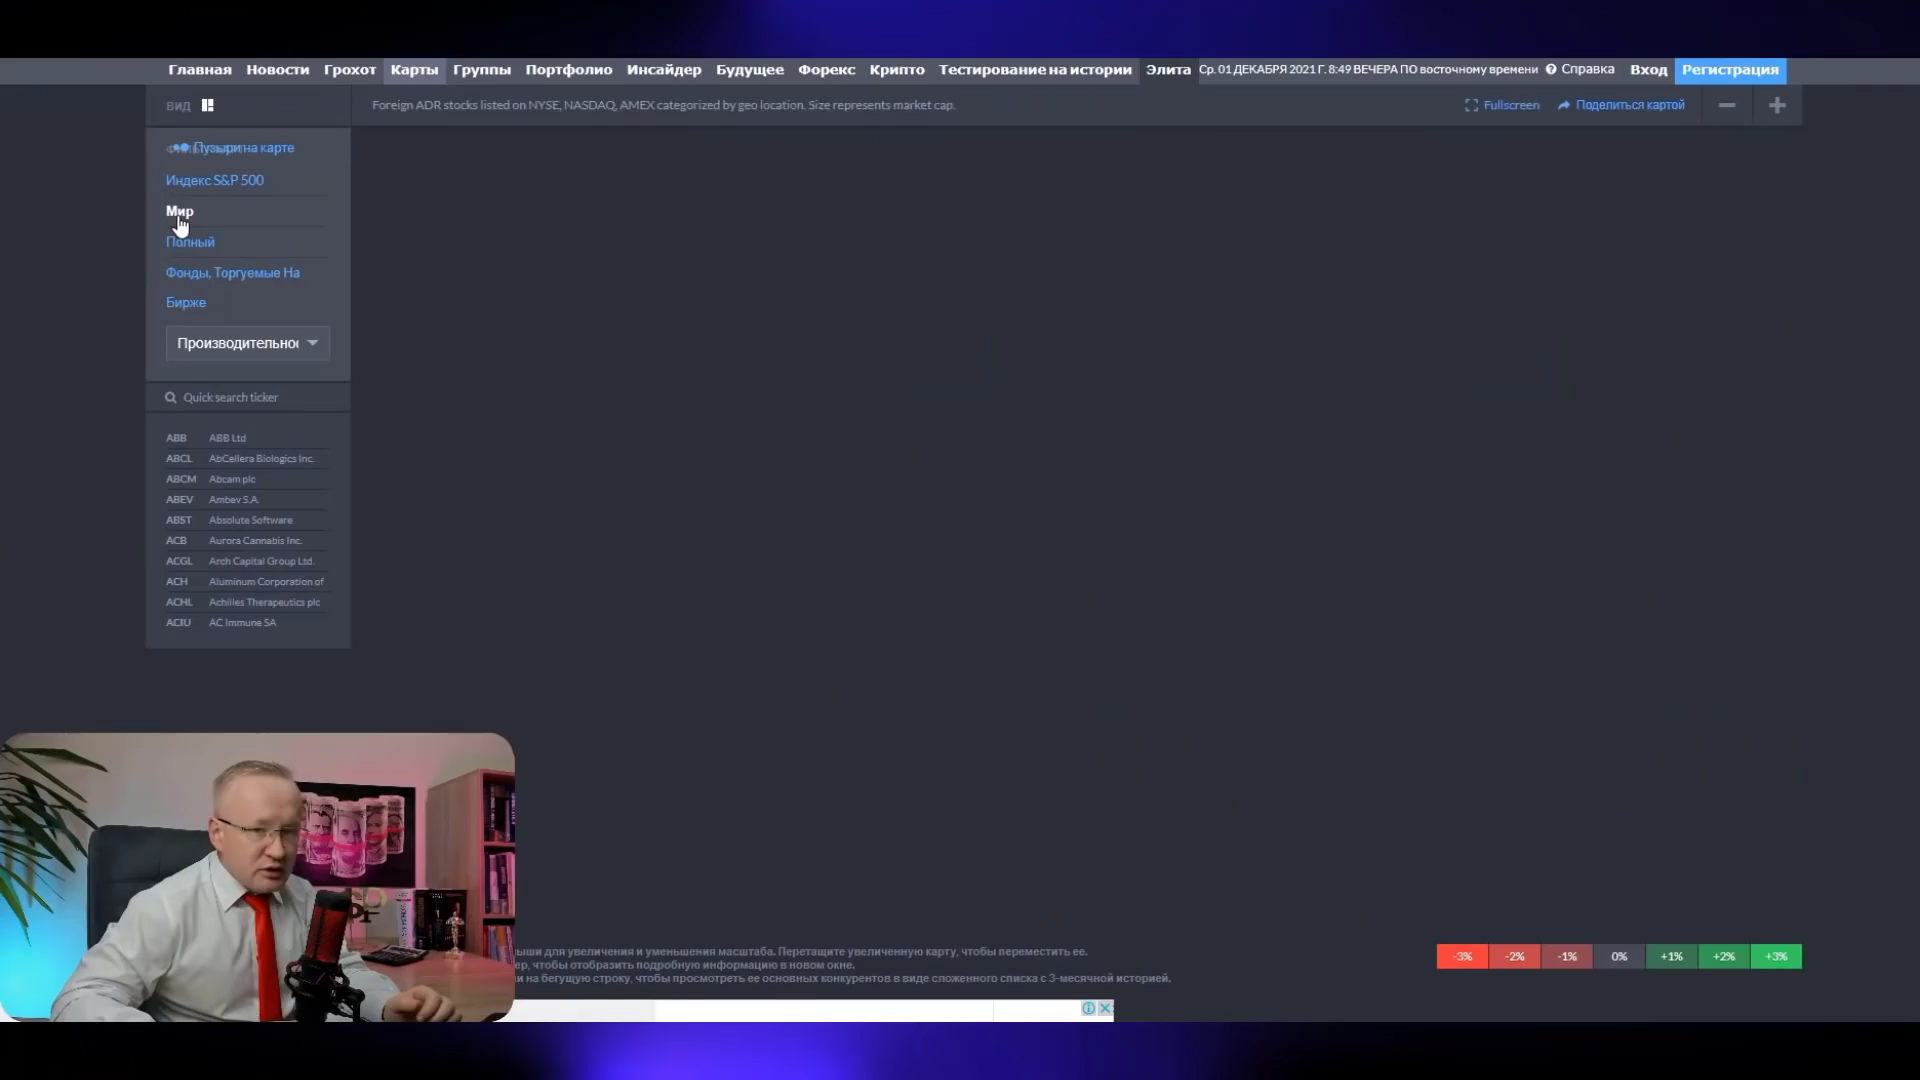 Главная Новости Грохот Карты Группы Портфолио Инсайдер Будущее Форекс Крипто Тестирование на истории Элита Ср. 01 ДЕКАБРЯ 2021 Г. 8:49 ВЕЧЕРА ПО восточному времени Справка Вход Регистрация
ВИД Foreign ADR stocks listed on NYSE, NASDAQ, AMEX categorized by geo location. Size represents market cap. Fullscreen Поделиться картой
Пузыри на карте
Индекс S&P 500
Мир
Полный
Фонды, Торгуемые На
Бирже
Производительнос
Quick search ticker
ABB ABB Ltd
ABCL AbCellera Biologics Inc.
ABCM Abcam plc
ABEV Ambev S.A.
ABST Absolute Software
ACB Aurora Cannabis Inc.
ACGL Arch Capital Group Ltd.
ACH Aluminum Corporation of
ACHL Achilles Therapeutics plc
ACIU AC Immune SA
ыши для увеличения и уменьшения масштаба. Перетащите увеличенную карту, чтобы переместить ее.
ер, чтобы отобразить подробную информацию в новом окне.
и на бегущую строку, чтобы просмотреть ее основных конкурентов в виде сложенного списка с 3-месячной историей.
-3% -2% -1% 0% +1% +2% +3%